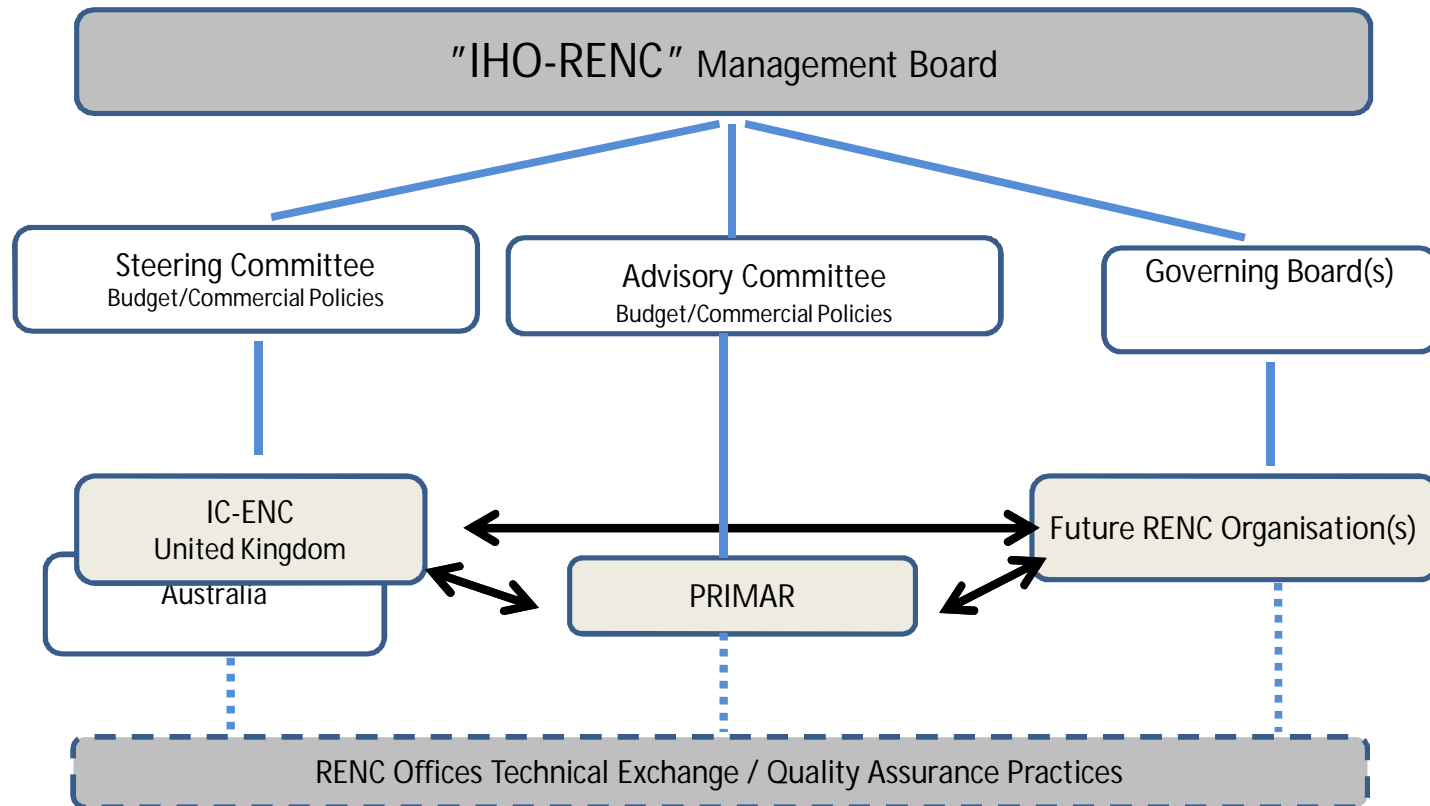 "IHO-RENC" Management Board
Steering Committee
Budget/Commercial Policies
Advisory Committee
Budget/Commercial Policies
Governing Board(s)
IC-ENC
United Kingdom
Australia
PRIMAR
Future RENC Organisation(s)
RENC Offices Technical Exchange / Quality Assurance Practices